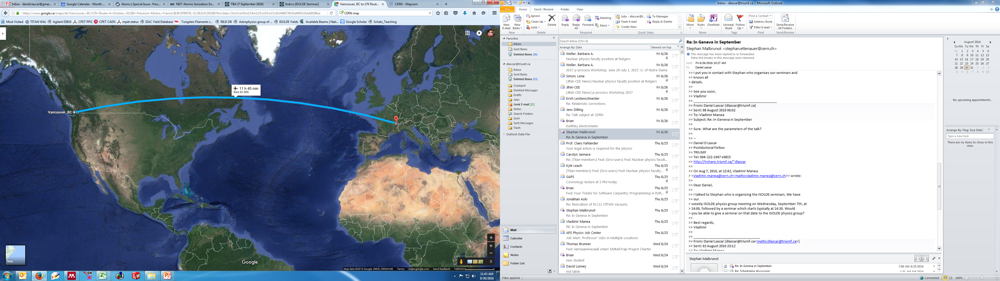 Inbox - daniel.lascar@gmai...
Google Calendar - Month ...
Atoms | Special Issue : Pers...
NIST Atomic Ionization En...
TBA (7 September 2016)
Indico [ISOLDE Seminar]
Vancouver, BC to 170 Rout...
CERN - Mapcern
https://www.google.ca/maps/dir/Vancouver,+BC/170+Route+A+Einstein,+01280+Prévessin-Moëns,+France/@38.9799578,-52.562147,8519674m/data=!3m1!1e3!4m13!4m12!1m5!1m1!1s0x548673f143a94fb3:0xbb9196ea
CERN map
Most Visited
TITAN Wiki
Agilent E5810
CPET PPG
CPET CAEN
mpet status
ISAC Yield Database
Tungsten Filaments (...
RILIS DB
Astrophysics group of ...
ISOLDE Yields
Available Beams | Nati...
Google Scholar
Schatz_Teaching
11 h 45 min
from $1,005
Vancouver, BC
Map
Google
Map data ©2016 Google, INEGI, ORION-ME Terms maps.google.com Send feedback 1000 km
11:43 AM
8/30/2016
Inbox - dlascar@triumf.ca - Microsoft Outlook
File
Home
Send / Receive
Folder
View
New E-mail
New Items
New
Ignore
Clean Up
Junk
Delete
Delete
Reply
Reply All
Forward
Meeting
More
Respond
Jobs - dlascar@t...
Team E-mail
Create New
To Manager
Reply & Delete
Quick Steps
Move
Rules
OneNote
Move
Unread/ Read
Follow Up
Tags
Find a Contact
Address Book
Filter E-mail
Find
Send/Receive All Folders
Send/Receive
Favorites
Inbox
Sent Items
Deleted Items (26)
dlascar@triumf.ca
Inbox
Sent Items
Deleted Items (53)
Crackpot
Deleted Messages
Drafts
Jobs
Junk E-mail [21]
Notes
Search Folders
Sent
Sent Messages
Trash
Outlook Data File
Mail
Calendar
Contacts
Notes
Folder List
Filter applied
Search Inbox (Ctrl+E)
Arrange By: Date
Newest on top
Weller, Barbara A. Fri 8/26
Nuclear physics faculty position at Rutgers
Weller, Barbara A. Fri 8/26
2017 p-process Workshop, June 29-July 1, 2017, U. of Notre Dame
Simon, Lena Fri 8/26
[JINA-CEE News] Nuclear physics faculty position at Rutgers
JINA-CEE Fri 8/26
[JINA-CEE News] p-process Workshop 2017
Erich Leistenschneider Fri 8/26
Re: Relativistic corrections
Jens Dilling Fri 8/26
Re: Talk subject at CERN
Brian Fri 8/26
Keithley electrometer
Stephan Malbrunot Fri 8/26
Re: In Geneva in September
Prof. Claes Fahlander Thu 8/25
Your legal action is required for the physics
Carolyn Jannace Thu 8/25
Re: [Titan-members] Fwd: [Grsi-users] Fwd: Nuclear physics facult...
Kyle Leach Thu 8/25
[Titan-members] Fwd: [Grsi-users] Fwd: Nuclear physics faculty...
GAPS Thu 8/25
Cosmology lecture at 3 PM today
Brian Thu 8/25
Fwd: Your Tickets for Software Carpentry: Programming in Pyth...
Jonathan Aoki Thu 8/25
Re: Relocation of PLC11 (TITAN Vacuum)
Stephan Malbrunot Thu 8/25
Re: In Geneva in September
Vladimir Manea Thu 8/25
RE: In Geneva in September
APS Physics Job Center Thu 8/25
Job Alert: 'Professor' Jobs in Multiple Locations
Thomas Brunner Wed 8/24
Fwd: Автоматический ответ: EMMATrap Project Charter
Brian Wed 8/24
new student
David Lunney Wed 8/24
nist table
Re: In Geneva in September
Stephan Malbrunot <stephan.ettenauer@cern.ch>
This message has been replied to or forwarded.
Extra line breaks in this message were removed.
Sent: Fri 8/26/2016 10:27 AM
To: Daniel Lascar
>> I put you in contact with Stephan who organises our seminars and
>> knows all
> details.
>>
>> See you soon,
>> Vladimir
>> ________________________________________
>> From: Daniel Lascar [dlascar@triumf.ca]
>> Sent: 08 August 2016 06:02
>> To: Vladimir Manea
>> Subject: Re: In Geneva in September
>>
>> Sure. What are the parameters of the talk?
>>
>> --
>> Daniel D Lascar
>> Postdoctoral Fellow
>> TRIUMF
>> Tel: 604-222-1047 x6815
>> http://trshare.triumf.ca/~dlascar
>>
>> On Aug 7, 2016, at 22:42, Vladimir Manea
> <vladimir.manea@cern.ch<mailto:vladimir.manea@cern.ch>> wrote:
>>
>> Dear Daniel,
>>
>> I talked to Stephan who is organizing the ISOLDE seminars. We have
>> our
> weekly ISOLDE physics group meeting on Wednesday, September 7th, at
> 14:00, followed by a seminar which starts typically at 14:30. Would
> you be able to give a seminar on that date to the ISOLDE physics group?
>>
>> Best regards,
>> Vladimir
>>
>> ________________________________
>> From: Daniel Lascar [dlascar@triumf.ca<mailto:dlascar@triumf.ca>]
>> Sent: 02 August 2016 23:12
>> To: Vladimir Manea
Stephan Malbrunot
Re: In Geneva in September 7:06 AM 8/25/2016
Re: Scheduling discussion 1:31 AM 8/6/2016
August 2016
Su Mo Tu We Th Fr Sa
31 1 2 3 4 5 6
7 8 9 10 11 12 13
14 15 16 17 18 19 20
21 22 23 24 25 26 27
28 29 30 31 1 2 3
4 5 6 7 8 9 10
No upcoming appointments.
Arrange By: Flag: Due Date
Type a new task
There are no items to show in this view.
Connected
100%